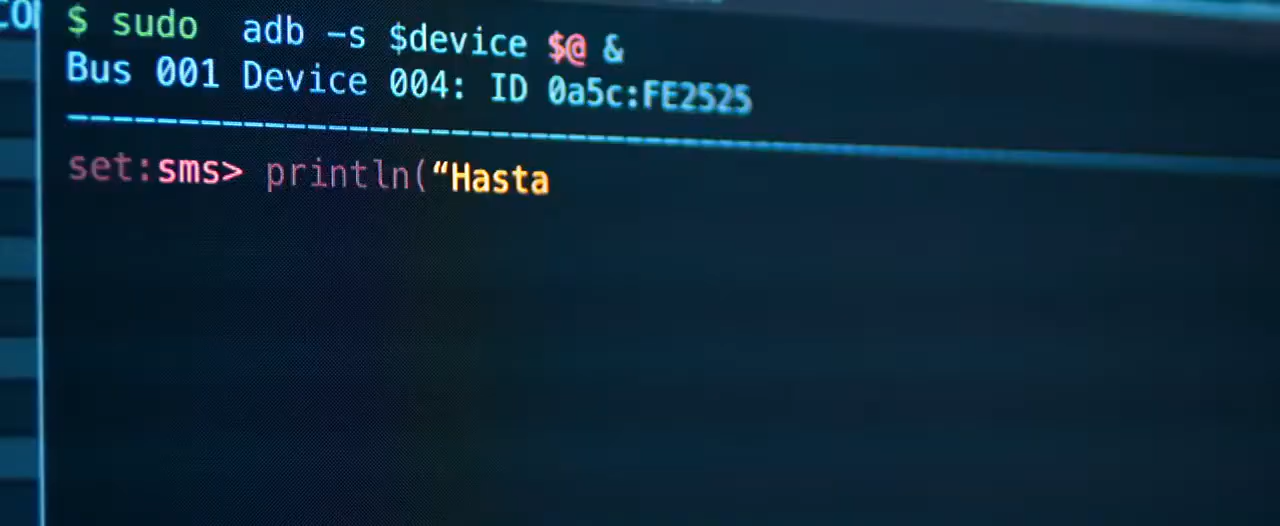 $ sudo  adb -s $device $@ &
Bus 001 Device 004: ID 0a5c:FE2525
--------------------------------------------------
set:sms> println(“Hasta